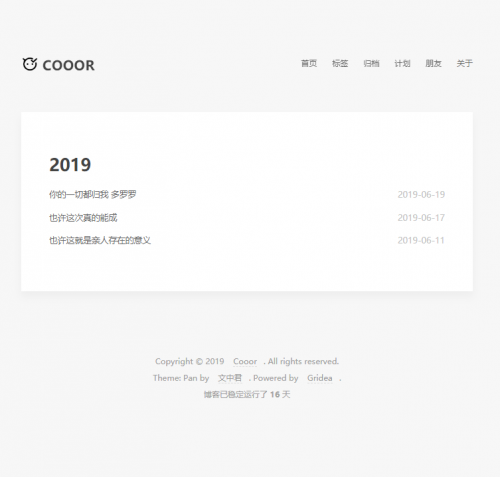 COOOR
首页 标签 归档 计划 朋友 关于
2019
你的一切都归我 多罗罗 2019-06-19
也许这次真的能成 2019-06-17
也许这就是亲人存在的意义 2019-06-11
Copyright © 2019 Cooor . All rights reserved.
Theme: Pan by 文中君 . Powered by Gridea .
博客已稳定运行了 16 天